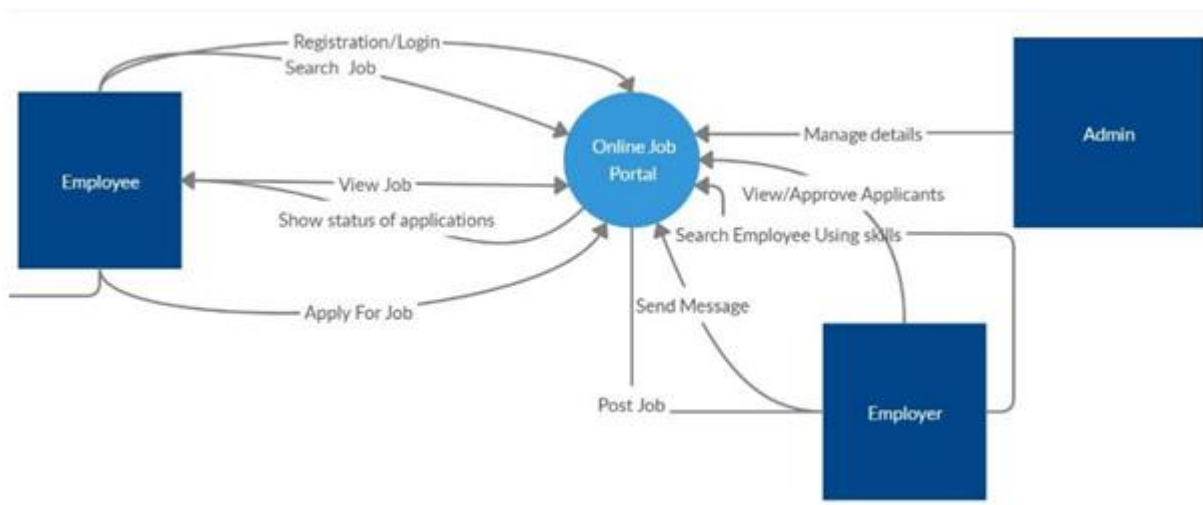 Registration/Login
Search Job
Employee
Online Job
Portal
Manage details
Admin
View Job
View/Approve Applicants
Show status of applications
Search Employee Using skills
Apply For Job
Send Message
Post Job
Employer